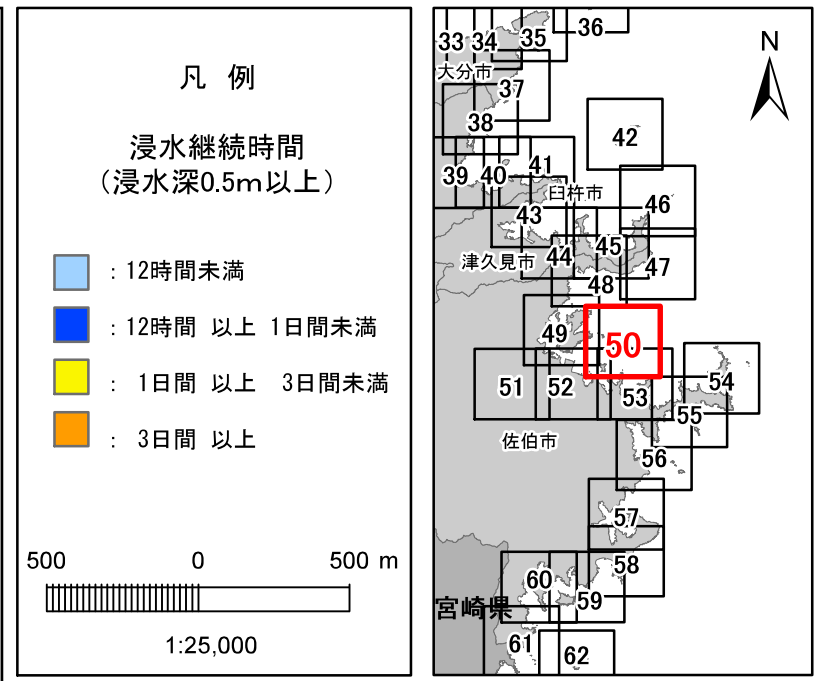 凡 例
浸水継続時間
（浸水深0.5m以上）
：12時間未満
：12時間 以上 1日間未満
： 1日間 以上　3日間未満
： 3日間 以上
500 0 500 m
1:25,000
N
33 34 35 36
大分市
37
38
42
39 40 41
臼杵市
43
46
津久見市
44 45
47
48
49
50
51 52 53 54
55
佐伯市
56
57
58
60
59
宮崎県
61
62